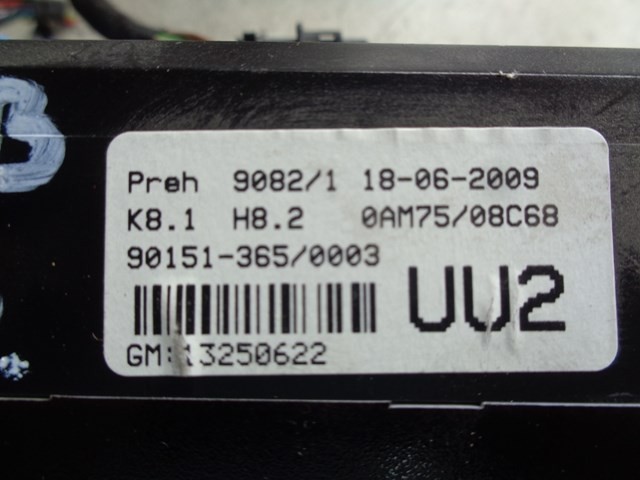 B
Preh 9082/1 18-06-2009
K8.1 H8.2 0AM75/08C68
90151-365/0003
UU2
GM:13250622